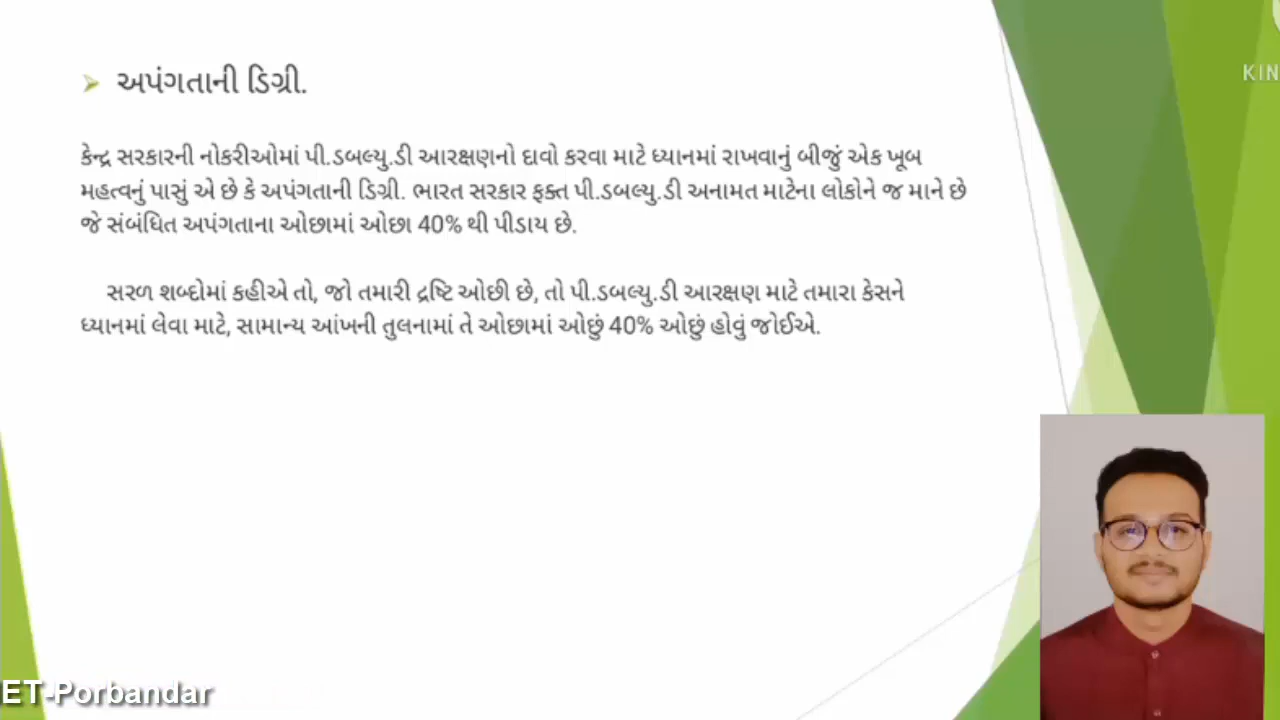 અપંગતાની ડિગ્રી.
KIN
કેન્દ્ર સરકારની નોકરીઓમાં પી.ડબલ્યુ.ડી આરક્ષણનો દાવો કરવા માટે ધ્યાનમાં રાખવાનું બીજું એક ખૂબ
મહત્વનું પાસું એ છે કે અપંગતાની ડિગ્રી. ભારત સરકાર ફક્ત પી.ડબલ્યુ.ડી અનામત માટેના લોકોને જ માને છે
જે સંબંધિત અપંગતાના ઓછામાં ઓછા 40% થી પીડાય છે.
સરળ શબ્દોમાં કહીએ તો, જો તમારી દ્રષ્ટિ ઓછી છે, તો પી.ડબલ્યુ.ડી આરક્ષણ માટે તમારા કેસને
ધ્યાનમાં લેવા માટે, સામાન્ય આંખની તુલનામાં તે ઓછામાં ઓછું 40% ઓછું હોવું જોઈએ.
ET-Porbandar